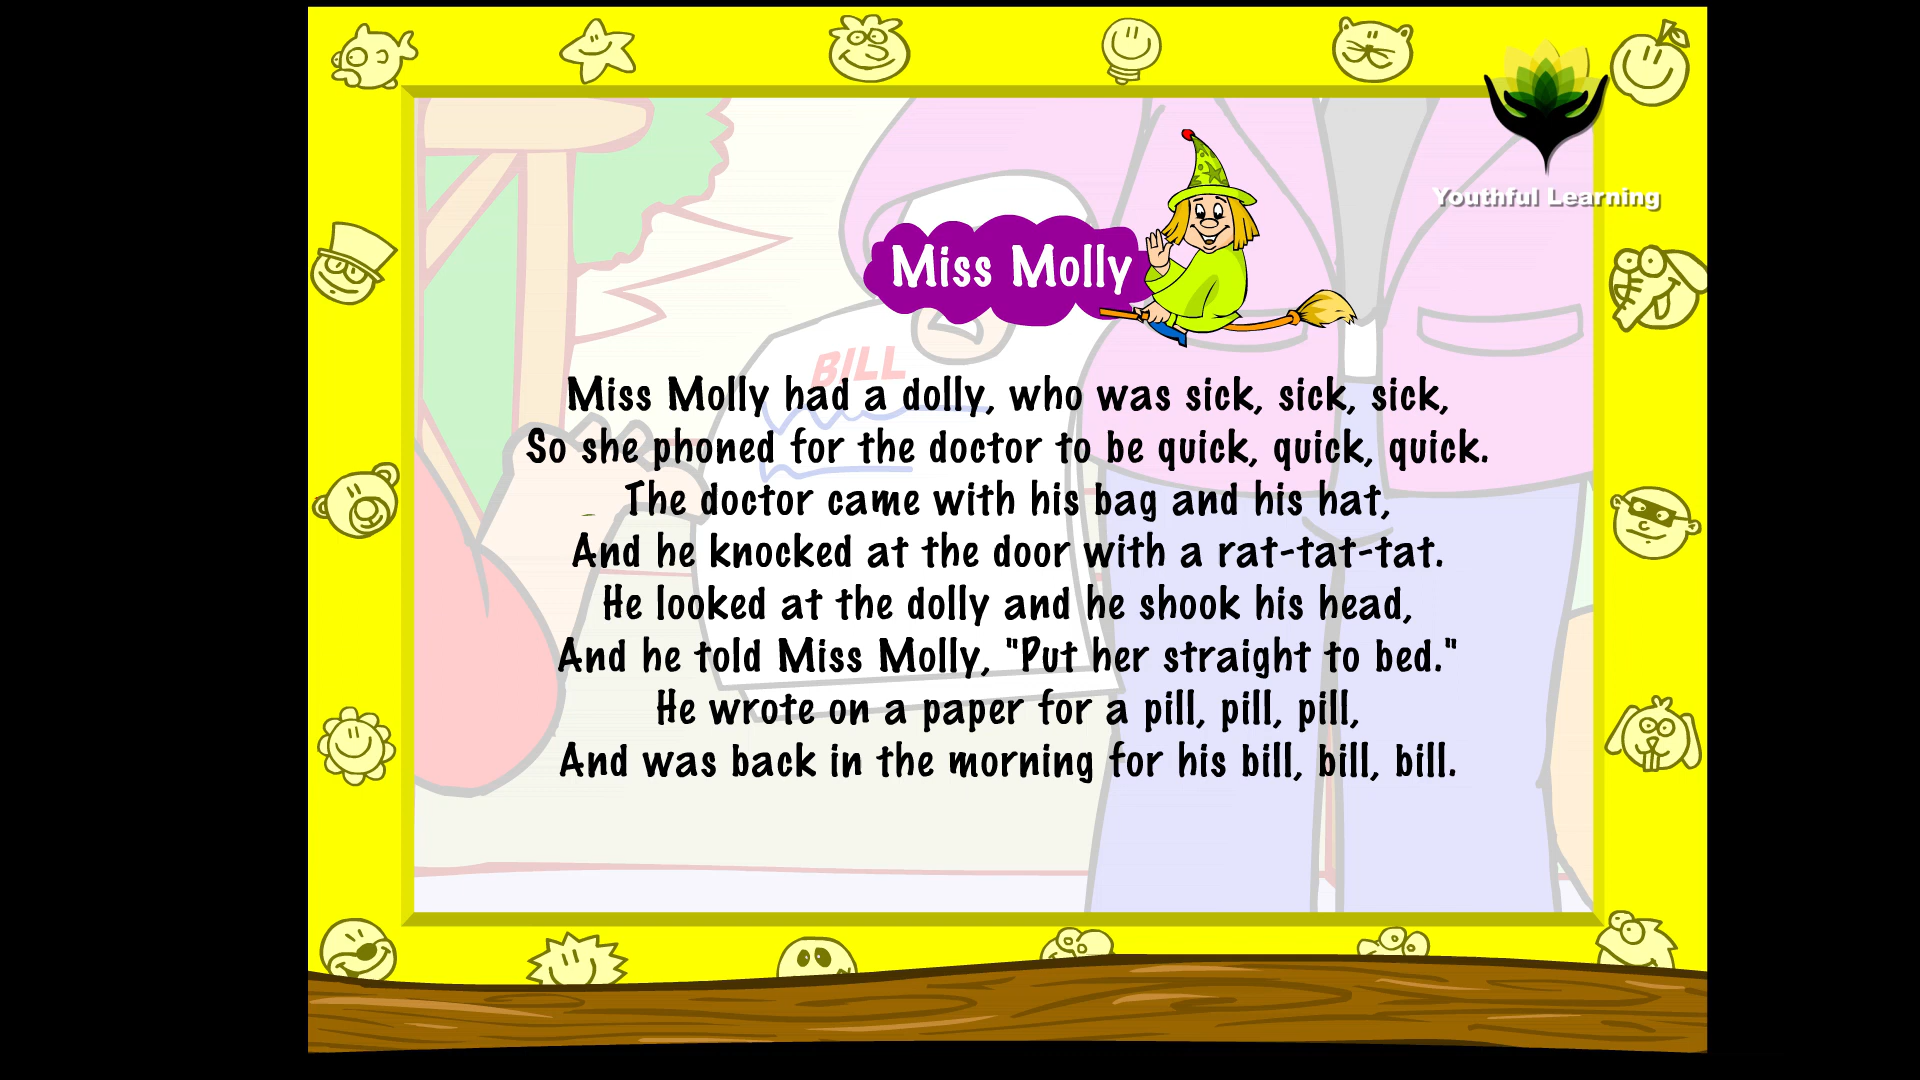 Youthful Learning
Miss Molly
BILL
Miss Molly had a dolly, who was sick, sick, sick,
So she phoned for the doctor to be quick, quick, quick.
The doctor came with his bag and his hat,
And he knocked at the door with a rat-tat-tat.
He looked at the dolly and he shook his head,
And he told Miss Molly, "Put her straight to bed."
He wrote on a paper for a pill, pill, pill,
And was back in the morning for his bill, bill, bill.